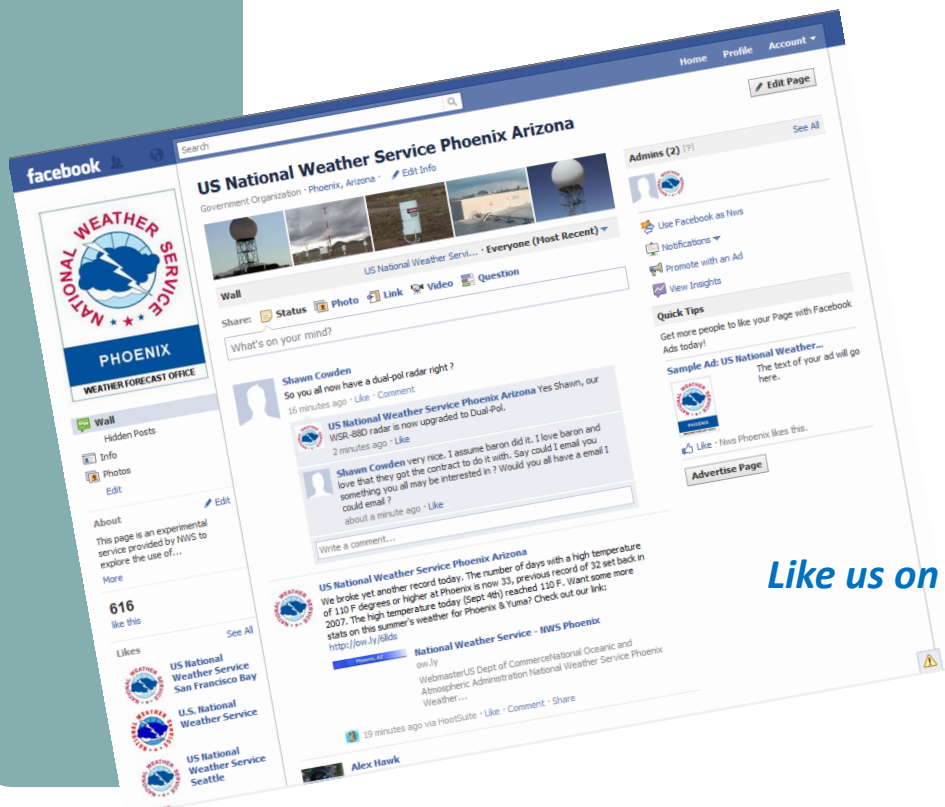 Home Profile Account
Search
facebook
Edit Page
US National Weather Service Phoenix Arizona
Government Organization · Phoenix, Arizona · Edit Info
NATIONAL WEATHER SERVICE
PHOENIX
WEATHER FORECAST OFFICE
Wall
Hidden Posts
Info
Photos
Edit
About
Edit
This page is an experimental
service provided by NWS to
explore the use of...
More
616
like this
Likes
See All
US National
Weather Service
San Francisco Bay
U.S. National
Weather Service
US National
Weather Service
Seattle
Wall
US National Weather Servi... · Everyone (Most Recent)
Share: Status Photo Link Video Question
What's on your mind?
Shawn Cowden
So you all now have a dual-pol radar right ?
16 minutes ago · Like · Comment
US National Weather Service Phoenix Arizona Yes Shawn, our
WSR-88D radar is now upgraded to Dual-Pol.
2 minutes ago · Like
Shawn Cowden very nice. I assume baron did it. I love baron and
love that they got the contract to do it with. Say could I email you
something you all may be interested in ? Would you all have a email I
could email ?
about a minute ago · Like
Write a comment...
US National Weather Service Phoenix Arizona
We broke yet another record today. The number of days with a high temperature
of 110 F degrees or higher at Phoenix is now 33, previous record of 32 set back in
2007. The high temperature today (Sept 4th) reached 110 F. Want some more
stats on this summer's weather for Phoenix & Yuma? Check out our link:
http://ow.ly/6llds
Phoenix, AZ
National Weather Service - NWS Phoenix
ow.ly
WebmasterUS Dept of CommerceNational Oceanic and
Atmospheric Administration National Weather Service Phoenix
Weather...
19 minutes ago via HootSuite · Like · Comment · Share
Alex Hawk
Admins (2) [?]
See All
Use Facebook as Nws
Notifications
Promote with an Ad
View Insights
Quick Tips
Get more people to like your Page with Facebook
Ads today!
Sample Ad: US National Weather...
The text of your ad will go
here.
PHOENIX
Like · Nws Phoenix likes this.
Advertise Page
Like us on